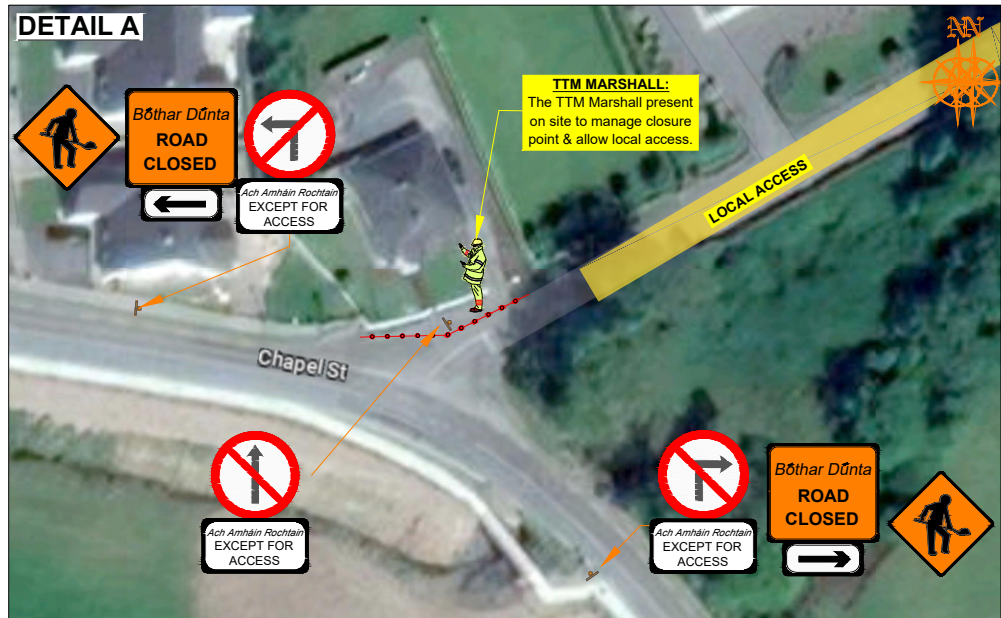 DETAIL A
NN
TTM MARSHALL:
The TTM Marshall present
on site to manage closure
point & allow local access.
Bóthar Dúnta
ROAD
CLOSED
Ach Amháin Rochtain
EXCEPT FOR
ACCESS
LOCAL ACCESS
Chapel St
Ach Amháin Rochtain
EXCEPT FOR
ACCESS
Ach Amháin Rochtain
EXCEPT FOR
ACCESS
Bóthar Dúnta
ROAD
CLOSED